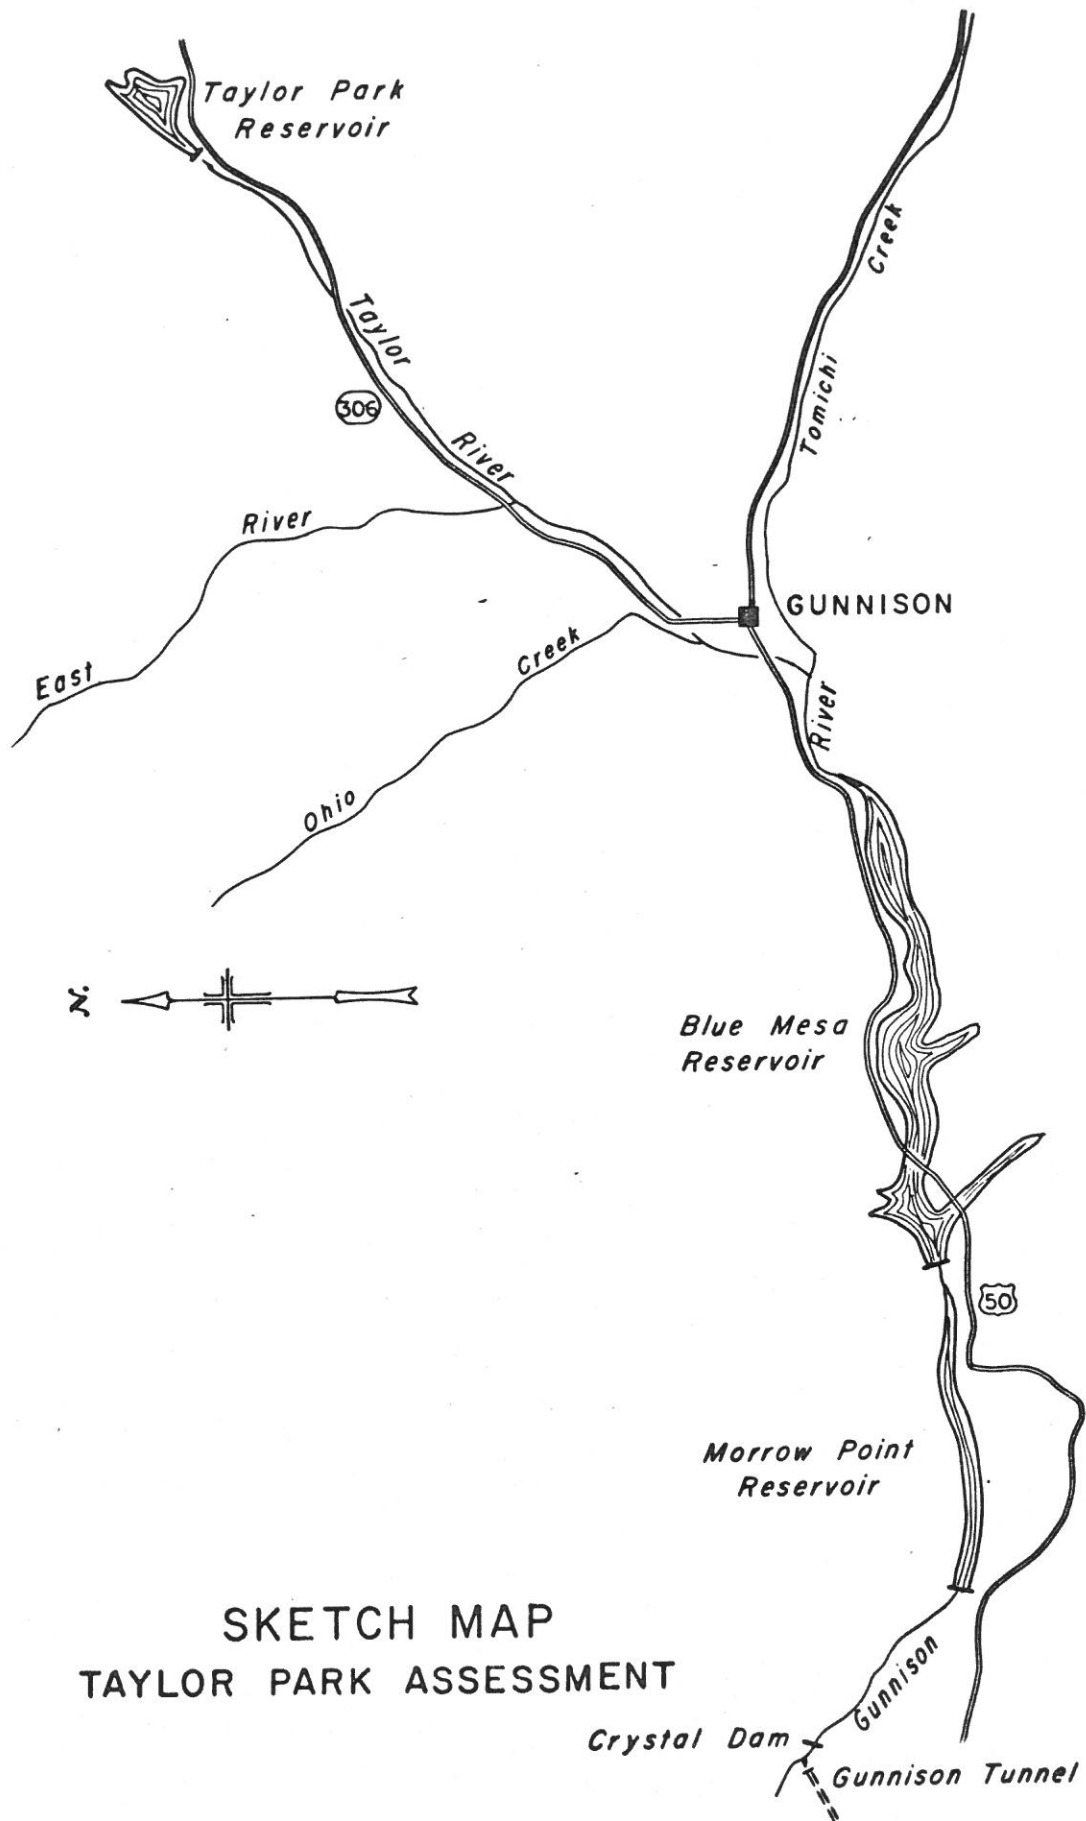 Taylor Park
Reservoir
Creek
Taylor
Tomichi
306
River
River
GUNNISON
Creek
East
River
Ohio
N.
Blue Mesa
Reservoir
50
Morrow Point
Reservoir
SKETCH MAP
TAYLOR PARK ASSESSMENT
Gunnison
Crystal Dam
Gunnison Tunnel